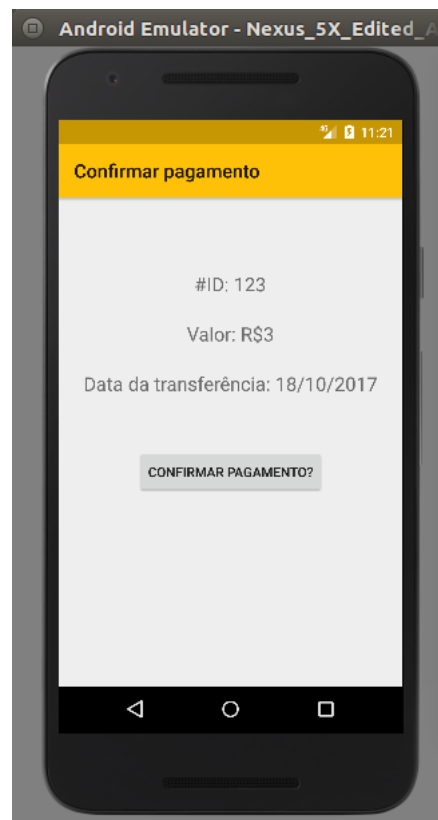 Android Emulator - Nexus_5X_Edited_A
11:21
Confirmar pagamento
#ID: 123
Valor: R$3
Data da transferência: 18/10/2017
CONFIRMAR PAGAMENTO?